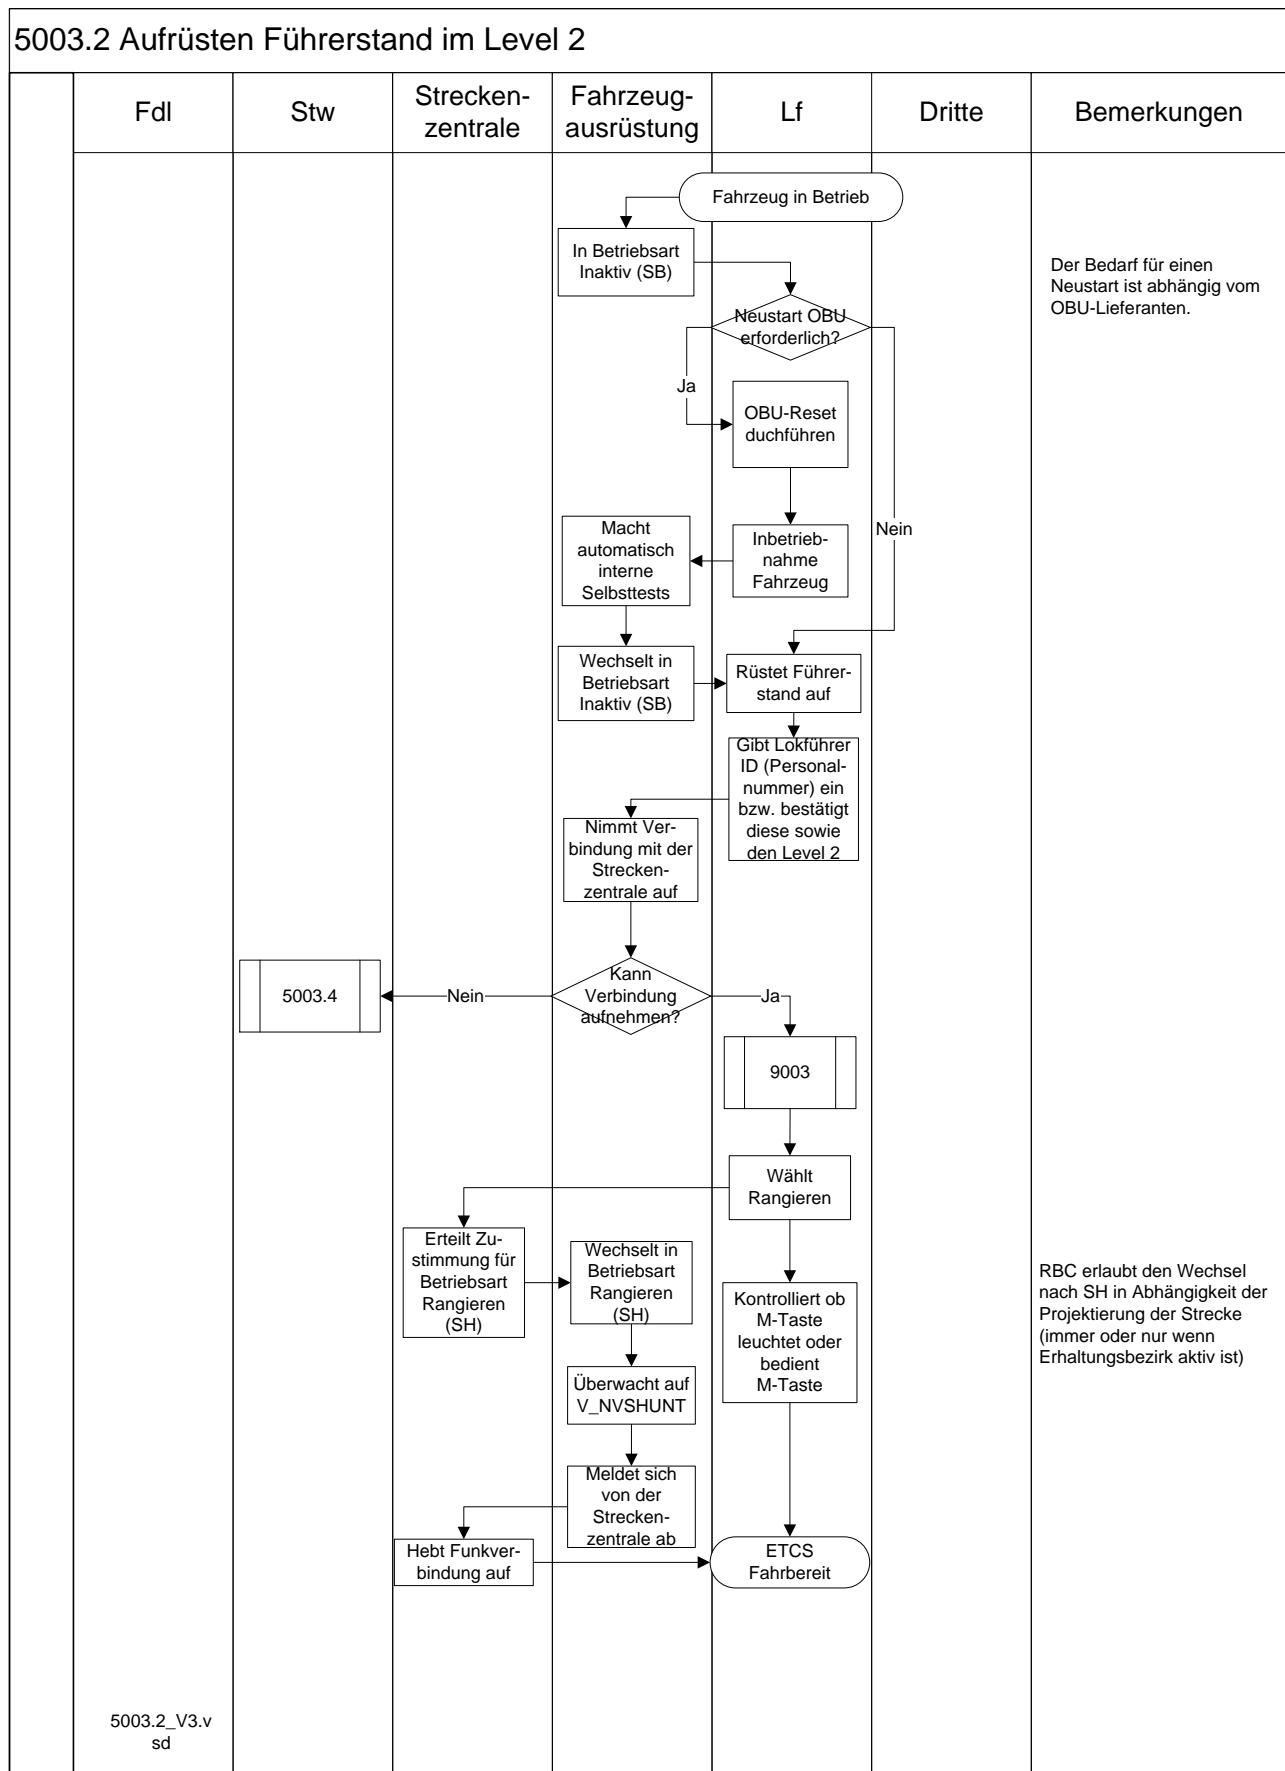 5003.2 Aufrüsten Führerstand im Level 2
Fdl
Stw
Strecken-
zentrale
Fahrzeug-
ausrüstung
Lf
Dritte
Bemerkungen
Fahrzeug in Betrieb
In Betriebsart
Inaktiv (SB)
Der Bedarf für einen
Neustart ist abhängig vom
OBU-Lieferanten.
Neustart OBU
erforderlich?
Ja
OBU-Reset
duchführen
Nein
Inbetrieb-
nahme
Fahrzeug
Macht
automatisch
interne
Selbsttests
Wechselt in
Betriebsart
Inaktiv (SB)
Rüstet Führer-
stand auf
Gibt Lokführer
ID (Personal-
nummer) ein
bzw. bestätigt
diese sowie
den Level 2
Nimmt Ver-
bindung mit der
Strecken-
zentrale auf
Kann
Verbindung
aufnehmen?
Nein
5003.4
Ja
9003
Wählt
Rangieren
Erteilt Zu-
stimmung für
Betriebsart
Rangieren
(SH)
Wechselt in
Betriebsart
Rangieren
(SH)
Kontrolliert ob
M-Taste
leuchtet oder
bedient
M-Taste
RBC erlaubt den Wechsel
nach SH in Abhängigkeit der
Projektierung der Strecke
(immer oder nur wenn
Erhaltungsbezirk aktiv ist)
Überwacht auf
V_NVSHUNT
Meldet sich
von der
Strecken-
zentrale ab
Hebt Funkver-
bindung auf
ETCS
Fahrbereit
5003.2_V3.v
sd